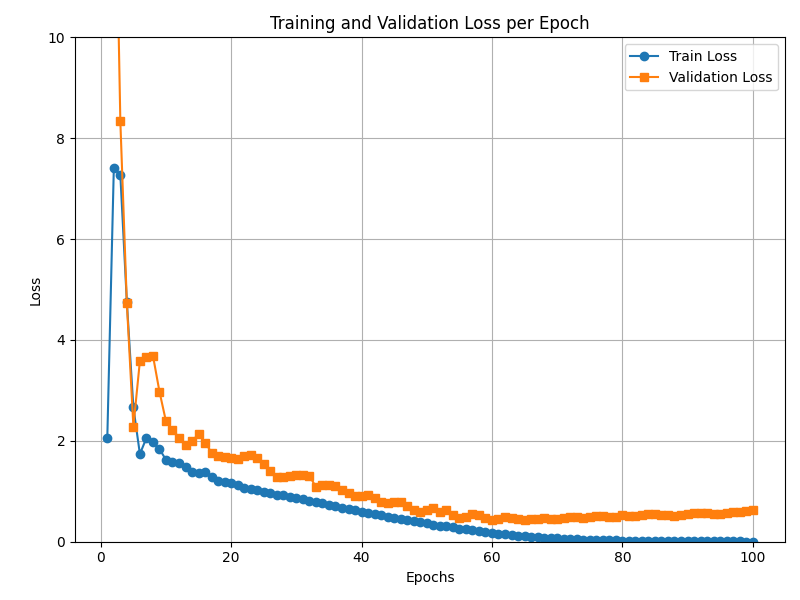 Training and Validation Loss per Epoch
Train Loss
Validation Loss
10
8
6
4
2
0
Loss
0 20 40 60 80 100
Epochs